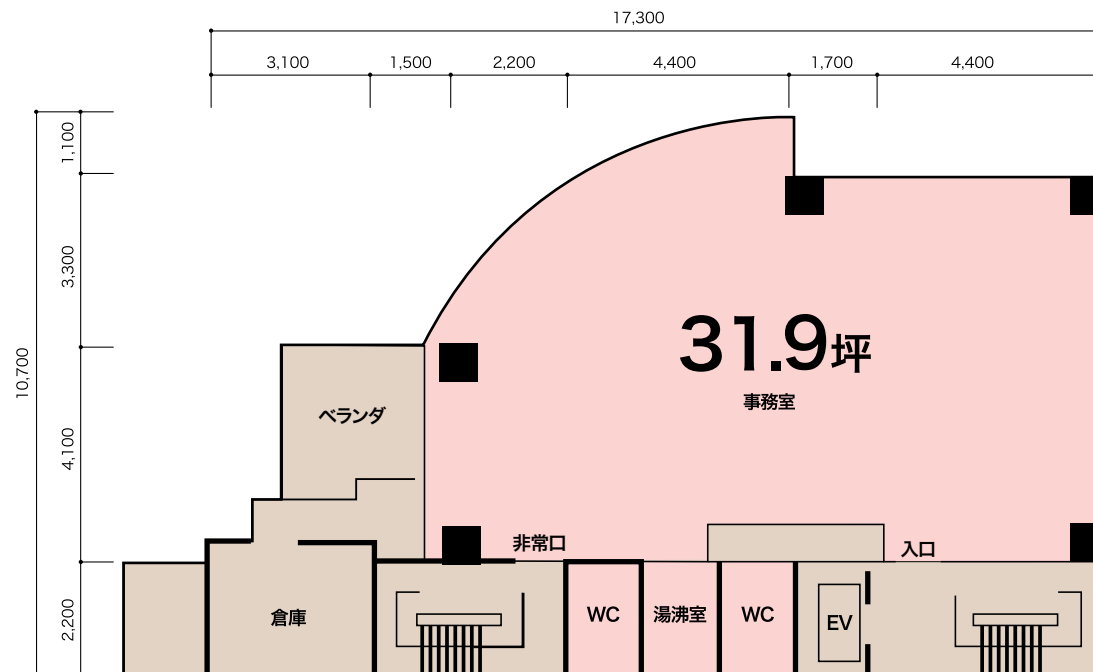 17,300
3,100
1,500
2,200
4,400
1,700
4,400
10,700
1,100
3,300
4,100
2,200
31.9坪
事務室
ベランダ
非常口
入口
倉庫
WC
湯沸室
WC
EV